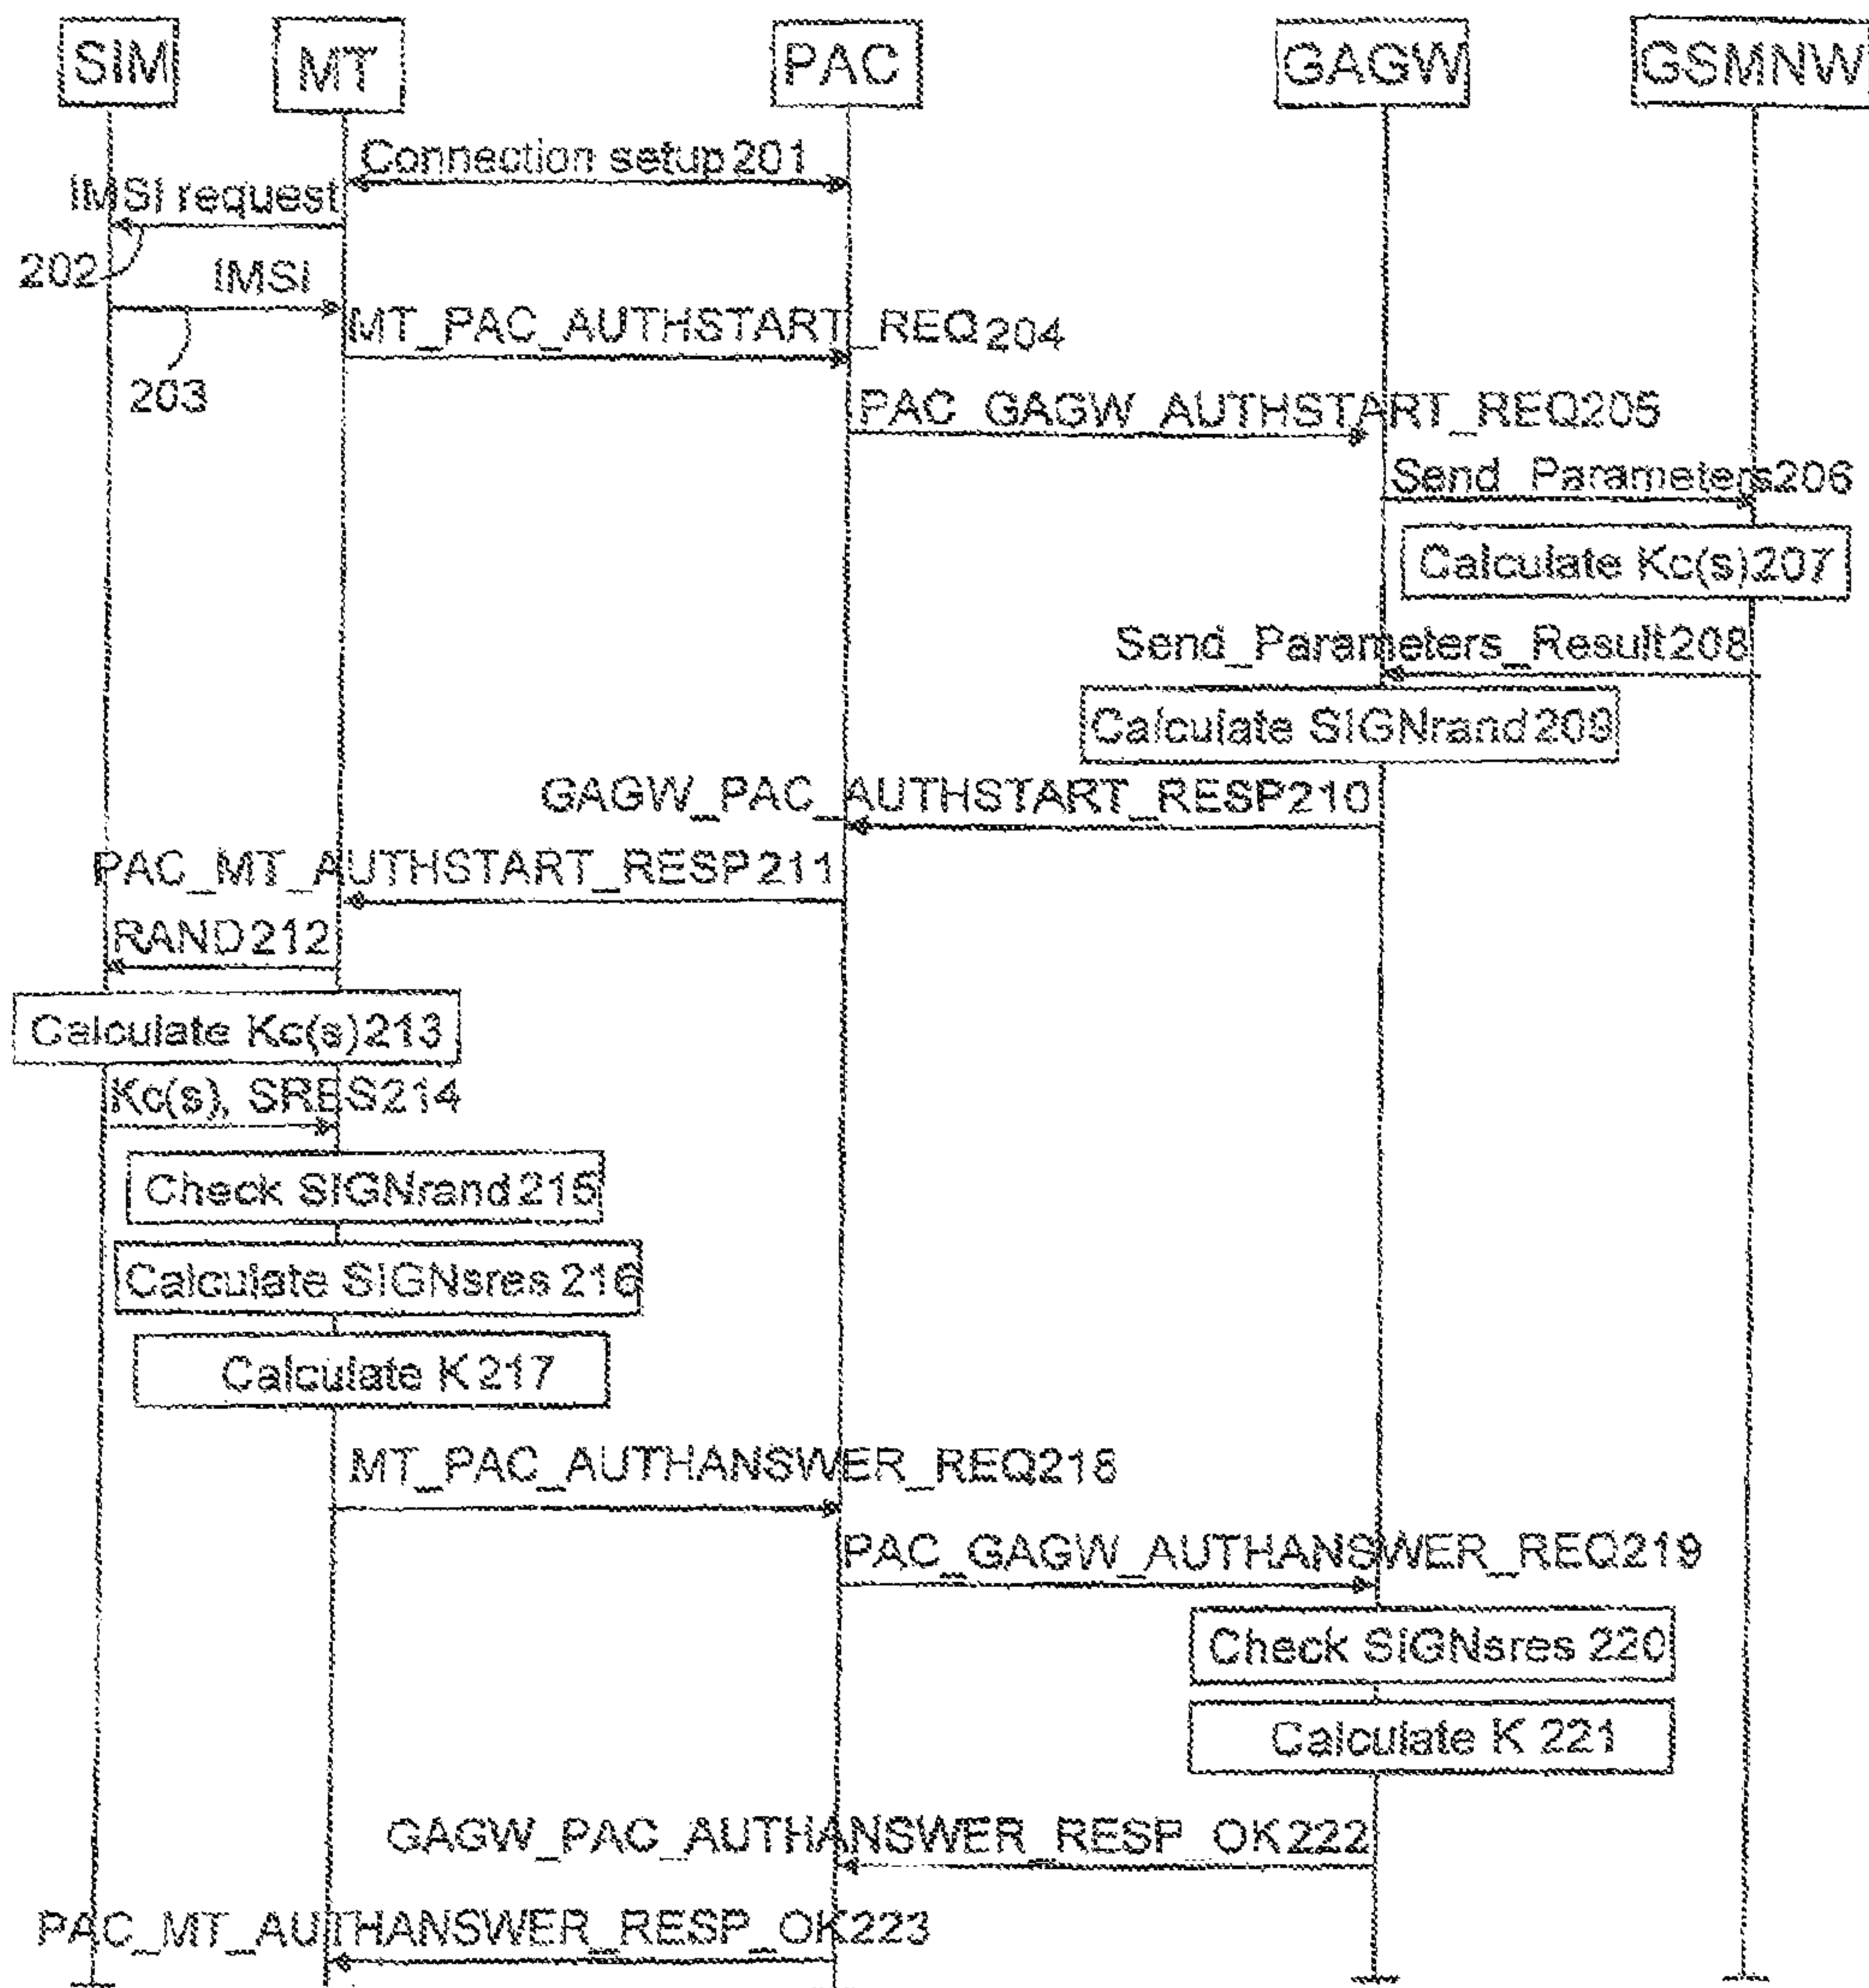 SIM MT PAC GAGW GSMNW
Connection setup 201
IMSI request
202
IMSI
203
MT_PAC_AUTHSTART_REQ 204
PAC_GAGW_AUTHSTART_REQ205
Send_Parameters206
Calculate Kc(s)207
Send_Parameters_Result208
Calculate SIGNrand 209
GAGW_PAC_AUTHSTART_RESP210
PAC_MT_AUTHSTART_RESP211
RAND212
Calculate Kc(s)213
Kc(s), SRES214
Check SIGNrand 215
Calculate SIGNsres 216
Calculate K 217
MT_PAC_AUTHANSWER_REQ218
PAC_GAGW_AUTHANSWER_REQ219
Check SIGNsres 220
Calculate K 221
GAGW_PAC_AUTHANSWER_RESP_OK222
PAC_MT_AUTHANSWER_RESP_OK223